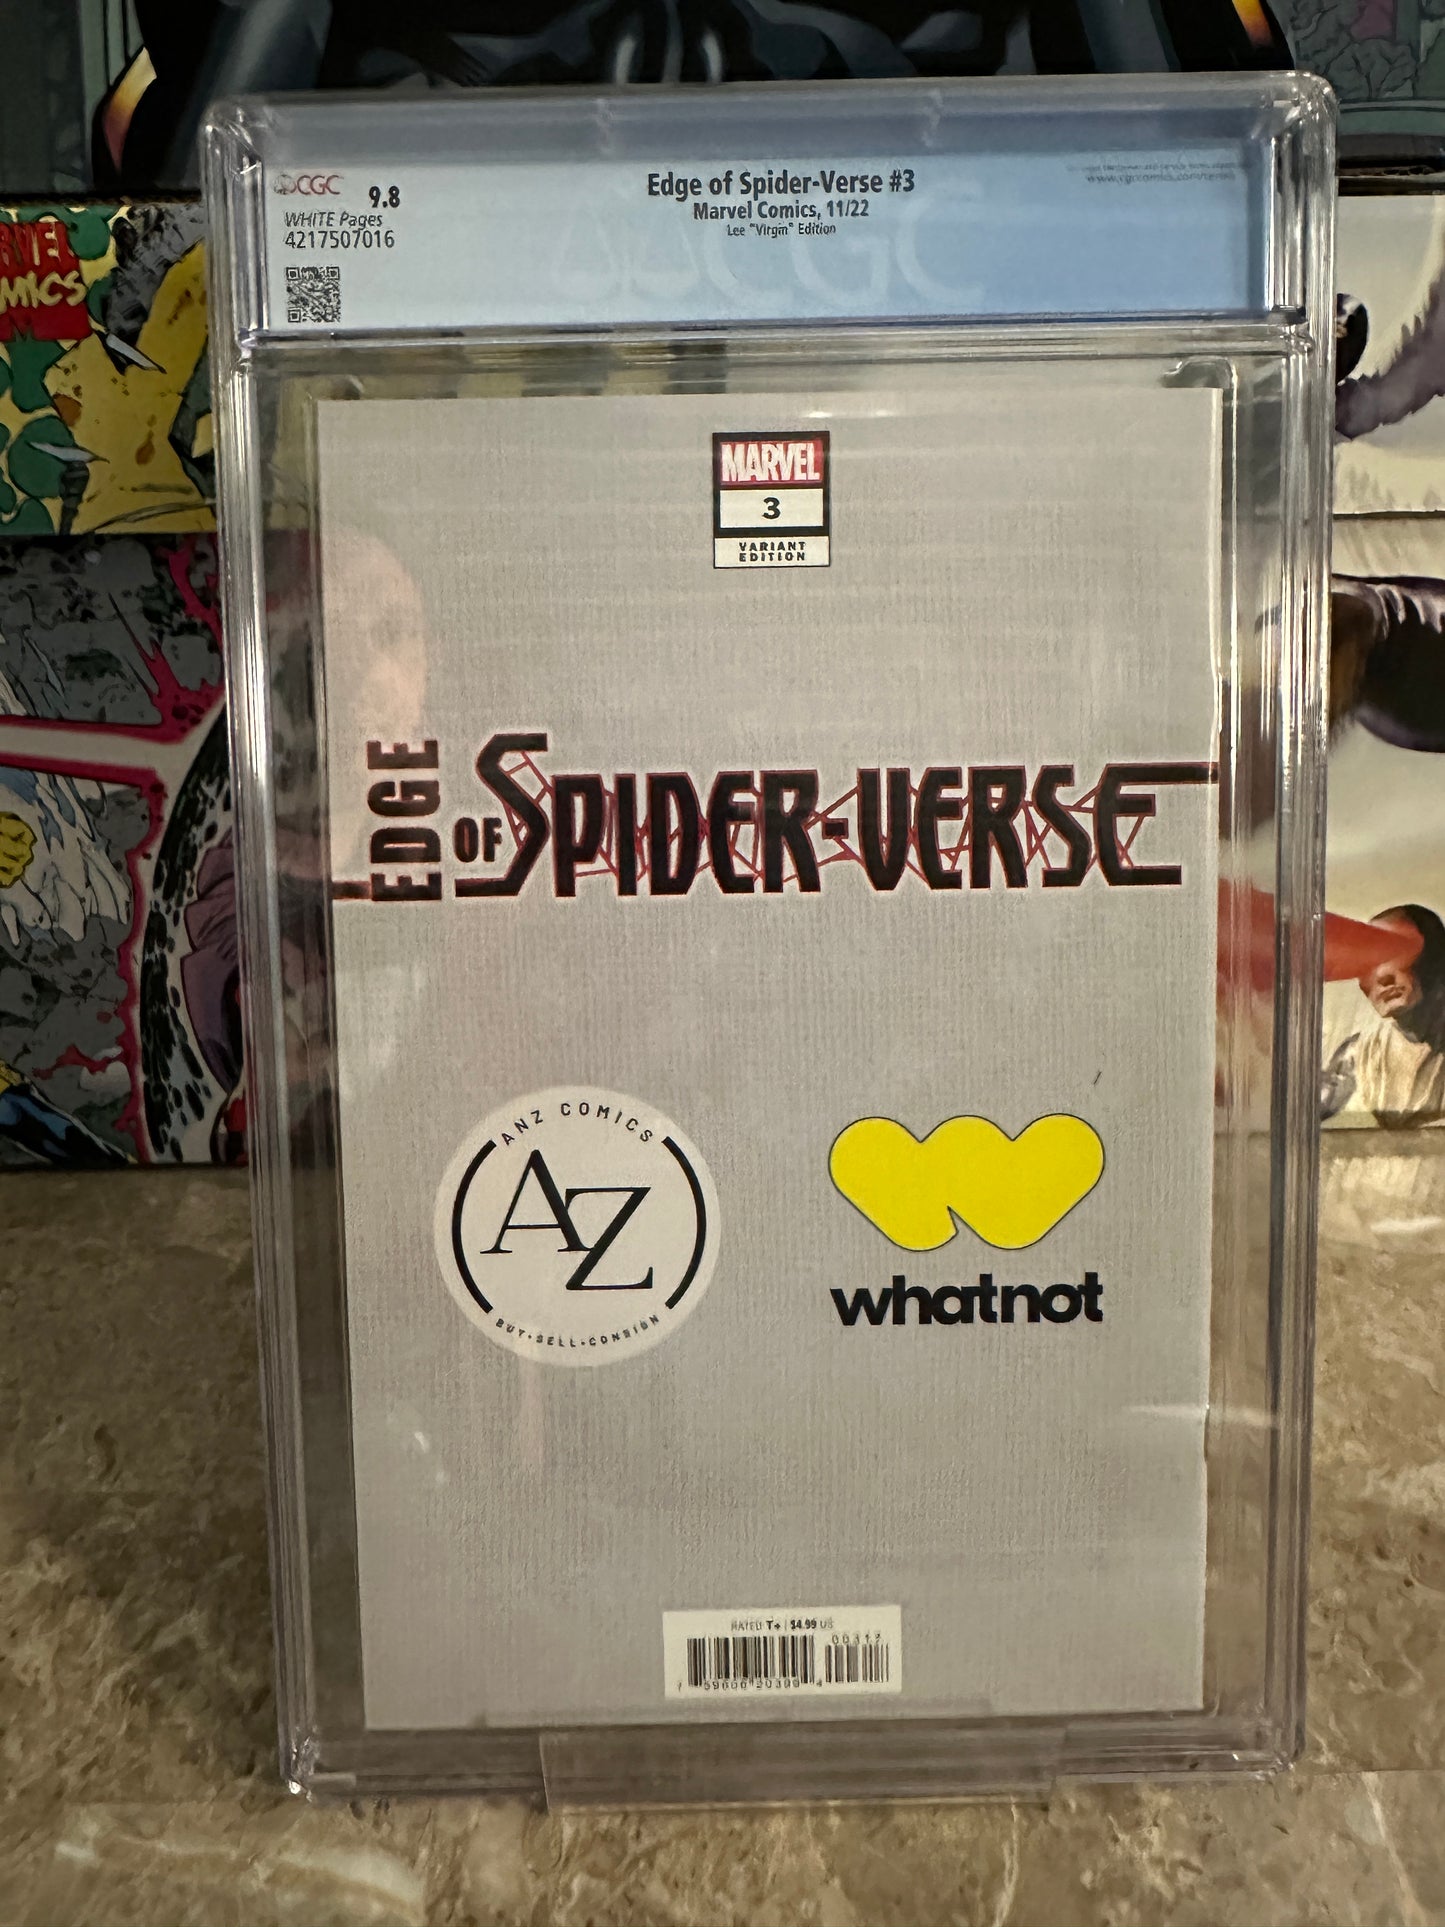 CGC 9.8
WHITE Pages
4217507016
Edge of Spider-Verse #3
Marvel Comics, 11/22
Lee "Virgin" Edition
MARVEL
3
VARIANT
EDITION
EDGE OF SPIDER-VERSE
ANZ COMICS
AZ
BUY·SELL·CONSIGN
whatnot
RATED T+ $4.99 US
00317